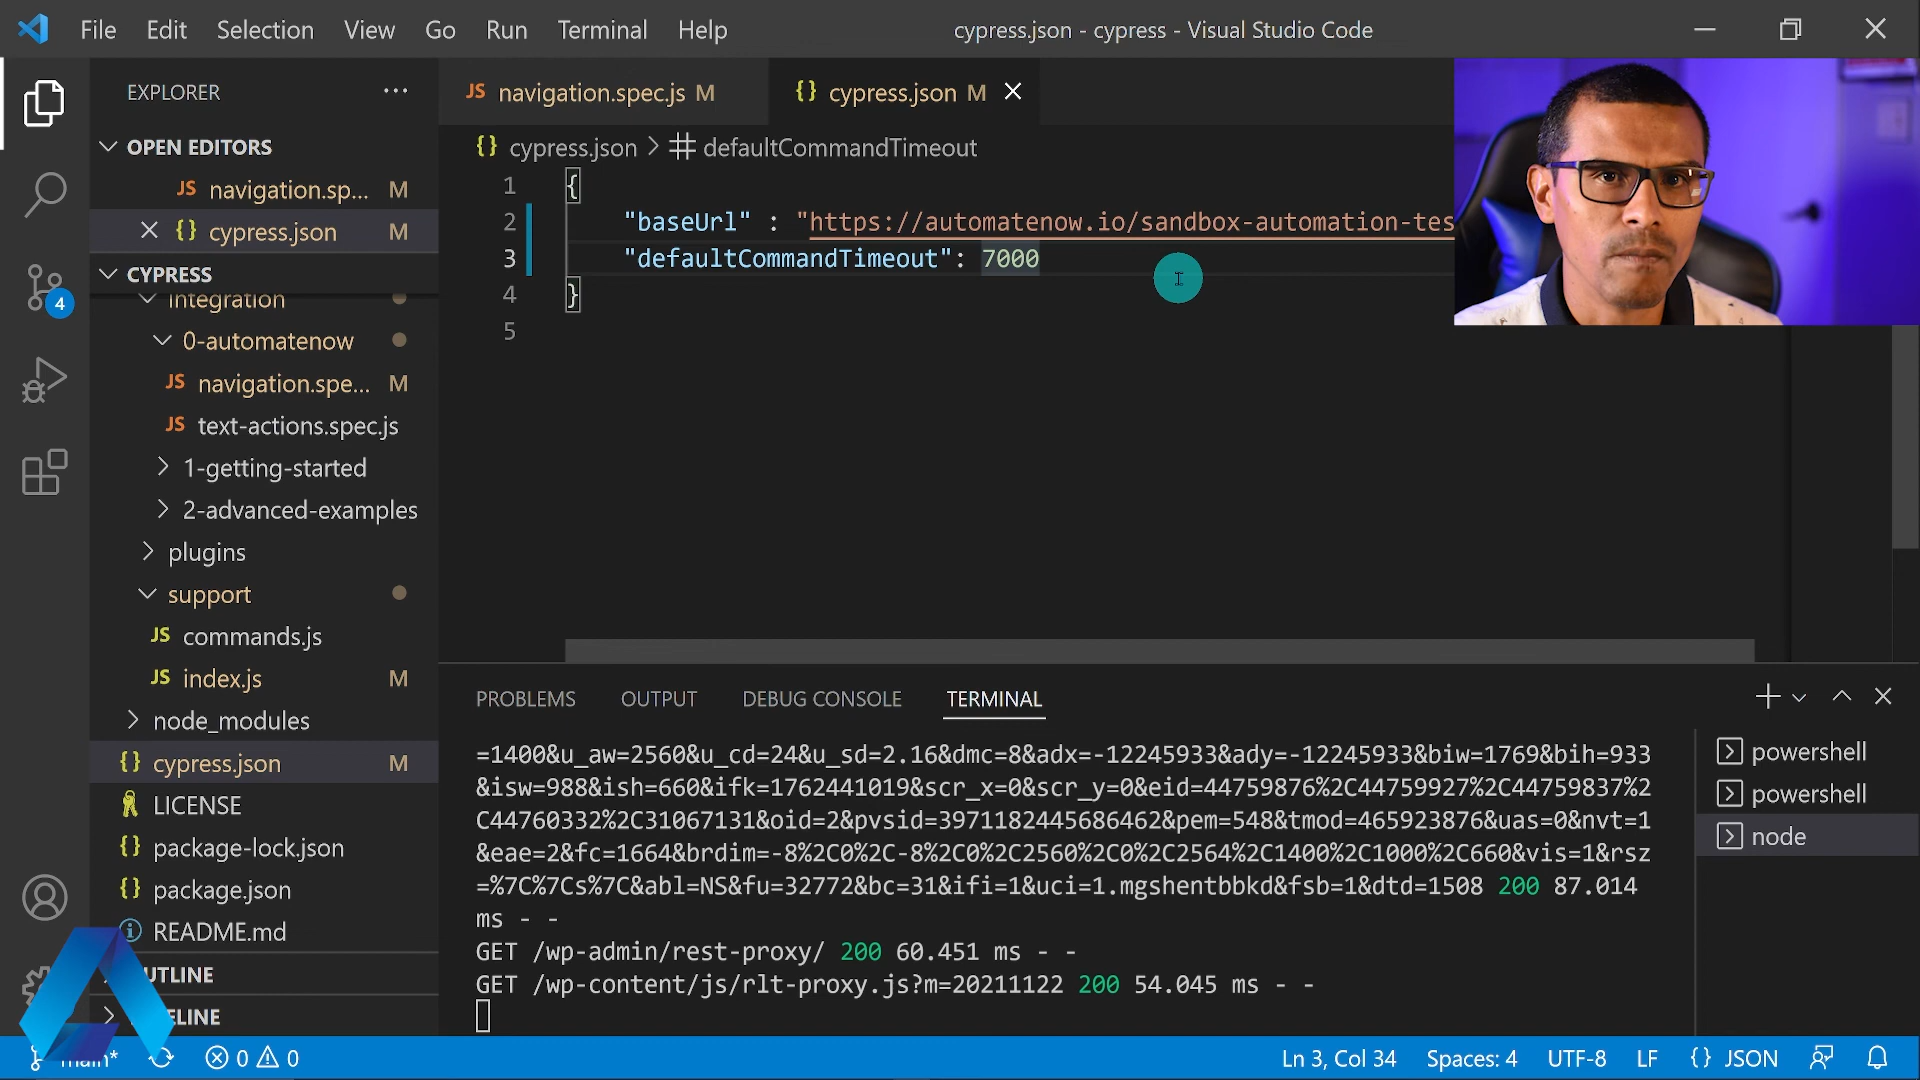 File Edit Selection View Go Run Terminal Help
cypress.json - cypress - Visual Studio Code
EXPLORER
OPEN EDITORS
JS navigation.sp... M
{} cypress.json M
CYPRESS
integration
0-automatenow
JS navigation.spe... M
JS text-actions.spec.js
1-getting-started
2-advanced-examples
plugins
support
JS commands.js
JS index.js M
node_modules
{} cypress.json M
LICENSE
{} package-lock.json
{} package.json
README.md
UTLINE
ELINE
4
JS navigation.spec.js M
{} cypress.json M
{} cypress.json > # defaultCommandTimeout
1 {
2 "baseUrl" : "https://automatenow.io/sandbox-automation-tes
3 "defaultCommandTimeout": 7000
4 }
5
PROBLEMS OUTPUT DEBUG CONSOLE TERMINAL
=1400&u_aw=2560&u_cd=24&u_sd=2.16&dmc=8&adx=-12245933&ady=-12245933&biw=1769&bih=933
&isw=988&ish=660&ifk=1762441019&scr_x=0&scr_y=0&eid=44759876%2C44759927%2C44759837%2
C44760332%2C31067131&oid=2&pvsid=3971182445686462&pem=548&tmod=465923876&uas=0&nvt=1
&eae=2&fc=1664&brdim=-8%2C0%2C-8%2C0%2C2560%2C0%2C2564%2C1400%2C1000%2C660&vis=1&rsz
=%7C%7Cs%7C&abl=NS&fu=32772&bc=31&ifi=1&uci=1.mgshentbbkd&fsb=1&dtd=1508 200 87.014
ms - -
GET /wp-admin/rest-proxy/ 200 60.451 ms - -
GET /wp-content/js/rlt-proxy.js?m=20211122 200 54.045 ms - -
powershell
powershell
node
main* 0 0
Ln 3, Col 34 Spaces: 4 UTF-8 LF {} JSON